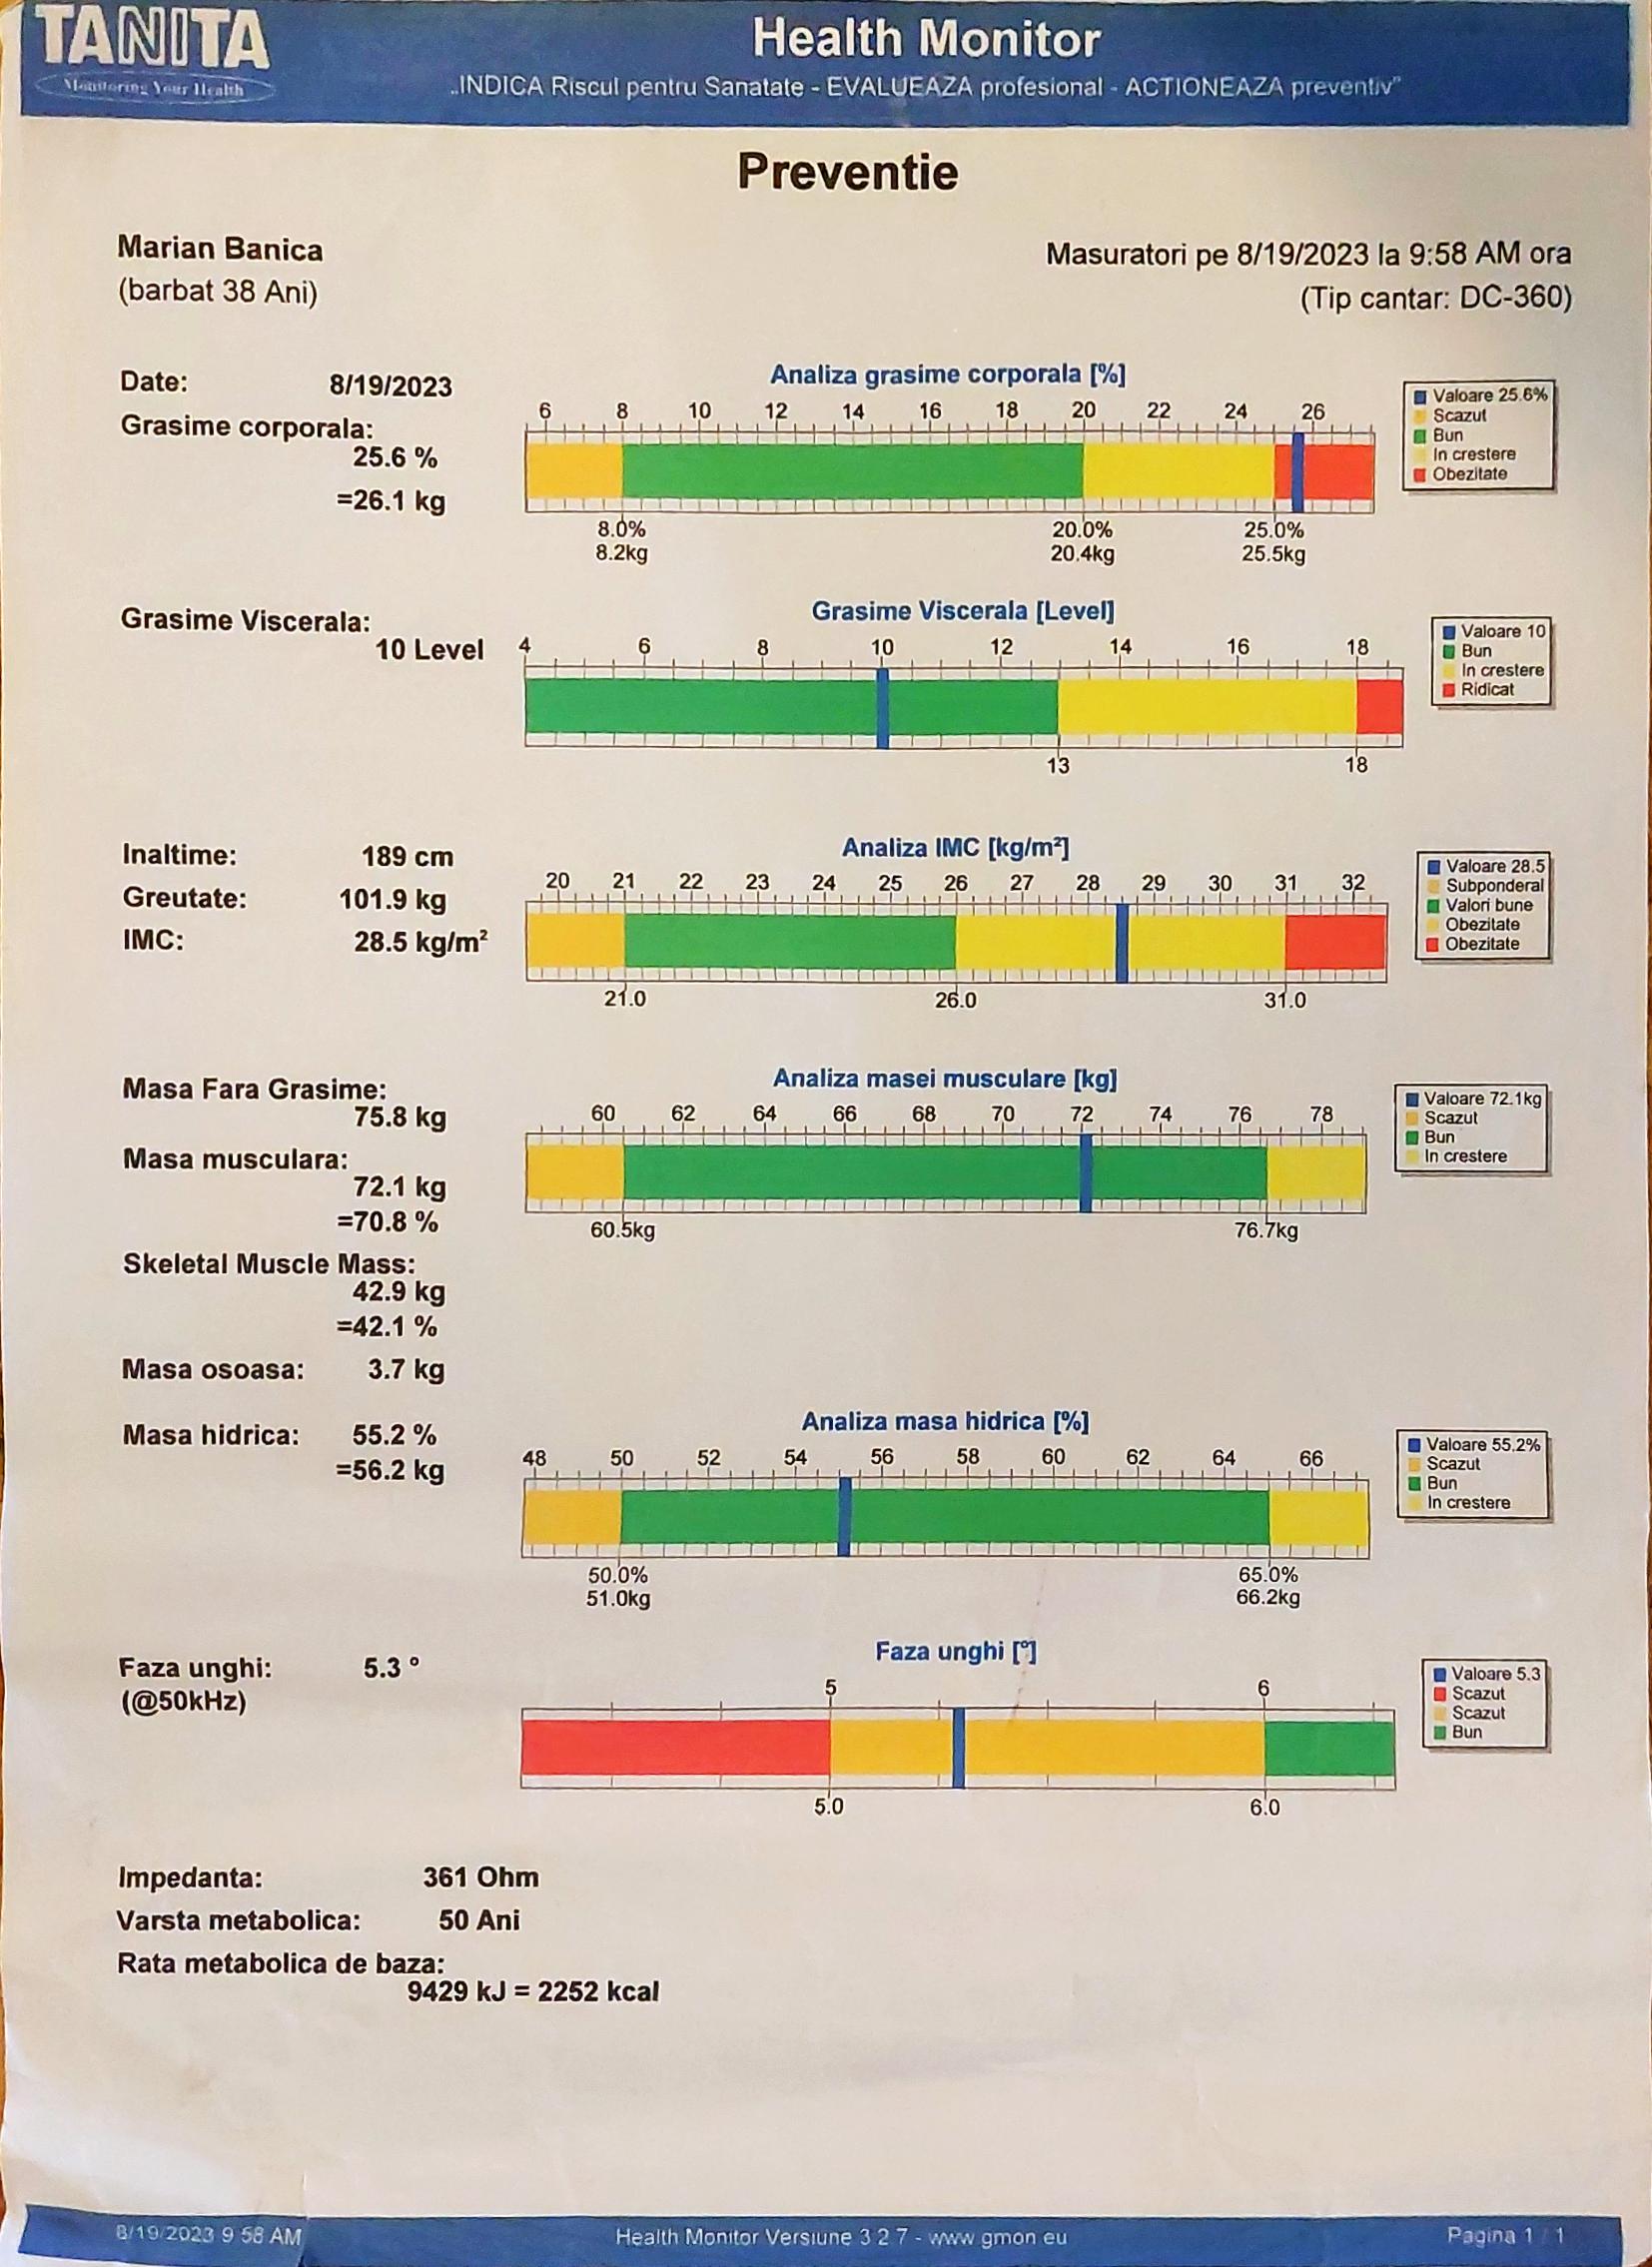 TANITA
Monitoring Your Health
Health Monitor
„INDICA Riscul pentru Sanatate - EVALUEAZA profesional - ACTIONEAZA preventiv”
Preventie
Marian Banica
(barbat 38 Ani)
Masuratori pe 8/19/2023 la 9:58 AM ora
(Tip cantar: DC-360)
Date: 8/19/2023
Grasime corporala:
25.6 %
=26.1 kg
Analiza grasime corporala [%]
6 8 10 12 14 16 18 20 22 24 26
8.0% 20.0% 25.0%
8.2kg 20.4kg 25.5kg
Valoare 25.6%
Scazut
Bun
In crestere
Obezitate
Grasime Viscerala:
10 Level
Grasime Viscerala [Level]
4 6 8 10 12 14 16 18
13 18
Valoare 10
Bun
In crestere
Ridicat
Inaltime: 189 cm
Greutate: 101.9 kg
IMC: 28.5 kg/m²
Analiza IMC [kg/m²]
20 21 22 23 24 25 26 27 28 29 30 31 32
21.0 26.0 31.0
Valoare 28.5
Subponderal
Valori bune
Obezitate
Obezitate
Masa Fara Grasime:
75.8 kg
Masa musculara:
72.1 kg
=70.8 %
Analiza masei musculare [kg]
60 62 64 66 68 70 72 74 76 78
60.5kg 76.7kg
Valoare 72.1kg
Scazut
Bun
In crestere
Skeletal Muscle Mass:
42.9 kg
=42.1 %
Masa osoasa: 3.7 kg
Masa hidrica: 55.2 %
=56.2 kg
Analiza masa hidrica [%]
48 50 52 54 56 58 60 62 64 66
50.0% 65.0%
51.0kg 66.2kg
Valoare 55.2%
Scazut
Bun
In crestere
Faza unghi: 5.3 °
(@50kHz)
Faza unghi [°]
5 6
5.0 6.0
Valoare 5.3
Scazut
Scazut
Bun
Impedanta: 361 Ohm
Varsta metabolica: 50 Ani
Rata metabolica de baza:
9429 kJ = 2252 kcal
8/19/2023 9 58 AM
Health Monitor Versiune 3 2 7 - www gmon eu
Pagina 1 / 1